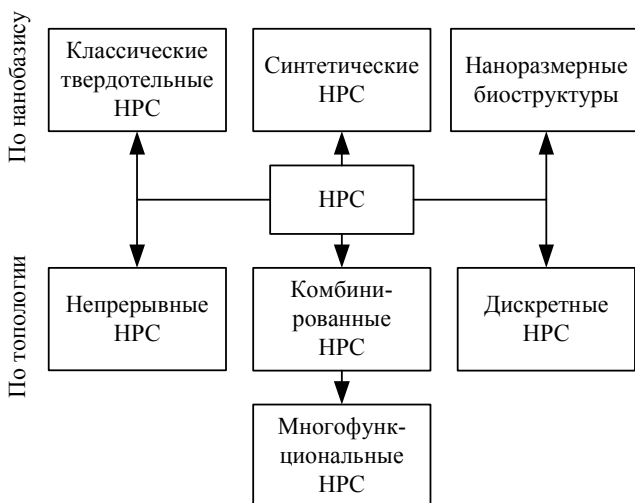 По нанобазису
Классические
твердотельные
НРС
Синтетические
НРС
Наноразмерные
биоструктуры
НРС
По топологии
Непрерывные
НРС
Комбини-
рованные
НРС
Дискретные
НРС
Многофунк-
циональные
НРС